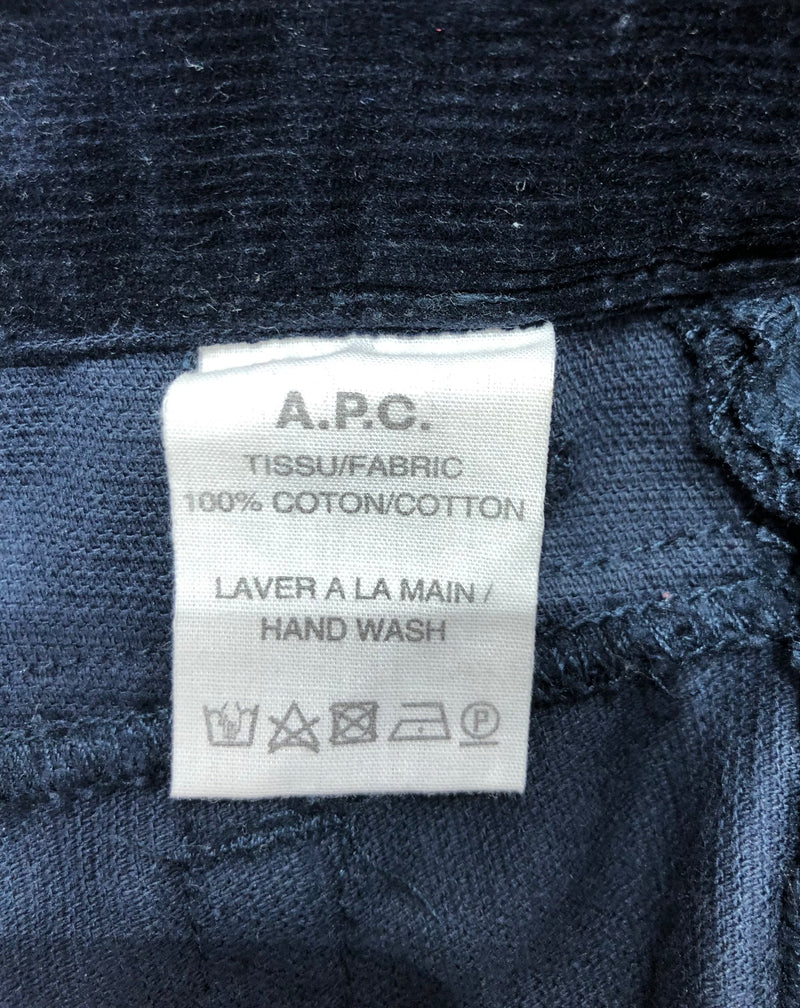 A.P.C.
TISSU/FABRIC
100% COTON/COTTON
LAVER A LA MAIN /
HAND WASH
P